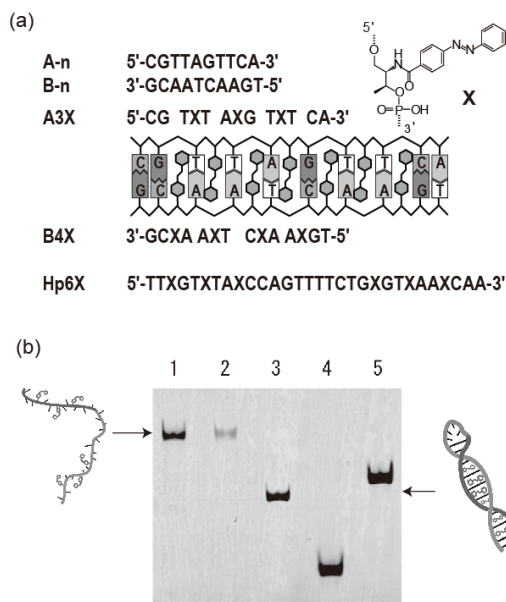 (a)
A-n 5'-CGTTAGTTCA-3'
B-n 3'-GCAATCAAGT-5'
A3X 5'-CG TXT AXG TXT CA-3'
5'
O
N
H
O
N=N
O
O=P-OH
3'
X
C G T T A G T T C A
G C A A T C A A G T
B4X 3'-GCXA AXT CXA AXGT-5'
Hp6X 5'-TTXGTXTAXCCAGTTTTCTGXGTXAAXCAA-3'
(b)
1 2 3 4 5